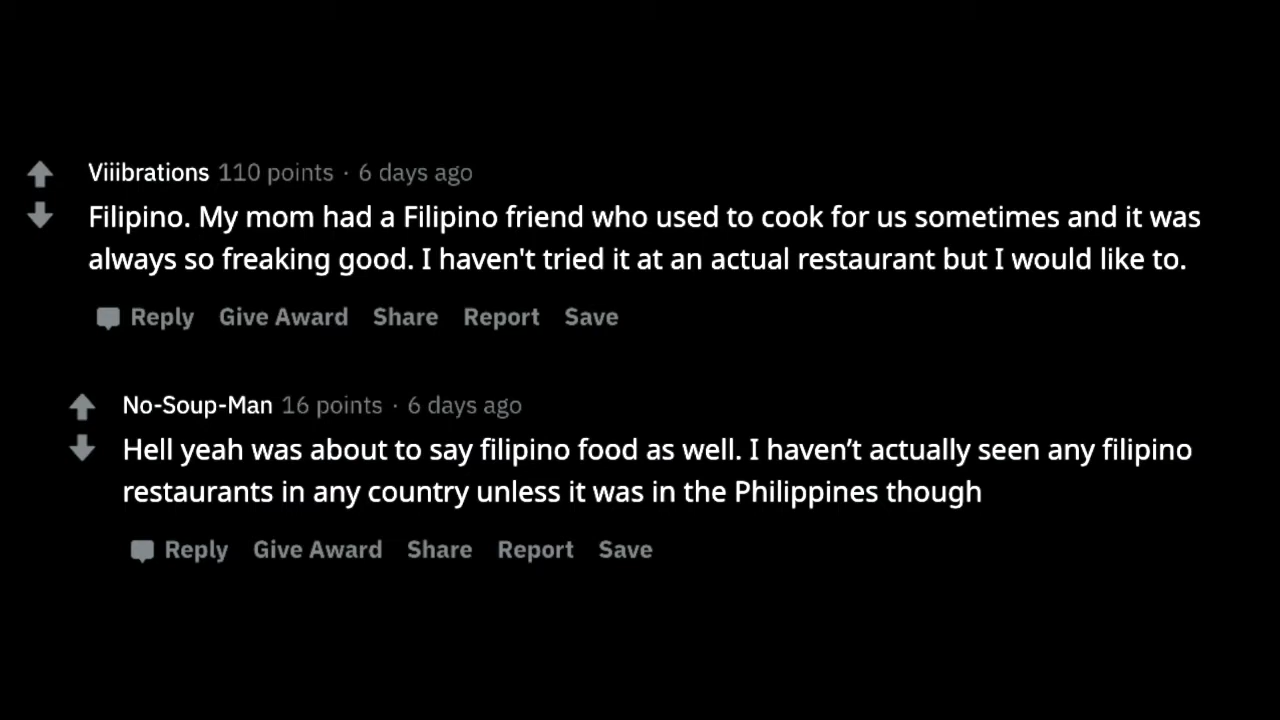 Viiibrations 110 points · 6 days ago
Filipino. My mom had a Filipino friend who used to cook for us sometimes and it was
always so freaking good. I haven't tried it at an actual restaurant but I would like to.
Reply Give Award Share Report Save
No-Soup-Man 16 points · 6 days ago
Hell yeah was about to say filipino food as well. I haven’t actually seen any filipino
restaurants in any country unless it was in the Philippines though
Reply Give Award Share Report Save